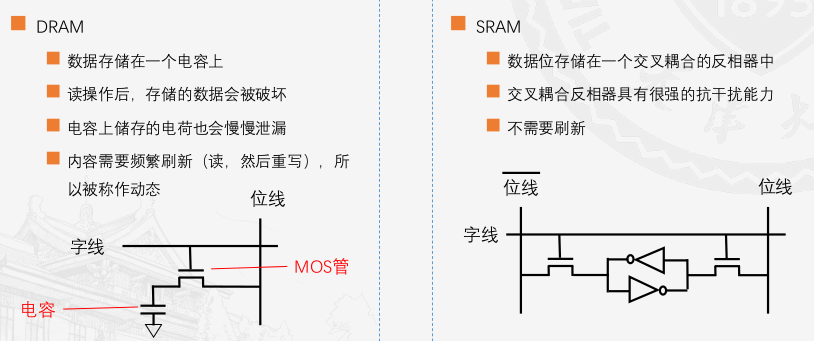 DRAM
数据存储在一个电容上
读操作后，存储的数据会被破坏
电容上储存的电荷也会慢慢泄漏
内容需要频繁刷新（读，然后重写），所
以被称作动态
位线
字线
MOS管
电容
SRAM
数据位存储在一个交叉耦合的反相器中
交叉耦合反相器具有很强的抗干扰能力
不需要刷新
位线
位线
字线
1895